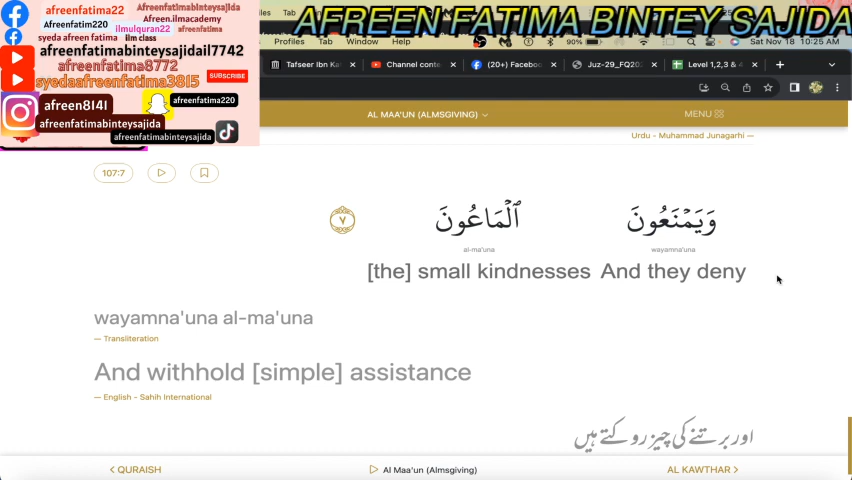 AFREEN FATIMA BINTEY SAJIDA
afreenfatima22
Afreenfatimabinteysajida
Afreenfatim220
Afreen.ilmacademy
ilmulquran22
afreenfatima
syeda afreen fatima
Ilm class
afreenfatimabinteysajidail7742
afreenfatima8772
syedaafreenfatima3815
SUBSCRIBE
afreen8141
afreenfatima220
afreenfatimabinteysajida
afreenfatimabinteysajida
Profiles Tab Window Help 90% Sat Nov 18 10:25 AM
Tafseer Ibn Ka
Channel conte
(20+) Faceboo
Juz-29_FQ202
Level 1,2,3 & 4
AL MAA'UN (ALMSGIVING)
MENU
Urdu - Muhammad Junagarhi —
107:7
وَيَمْنَعُونَ ٱلْمَاعُونَ ٧
wayamna'una al-ma'una
[the] small kindnesses And they deny
wayamna'una al-ma'una
— Transliteration
And withhold [simple] assistance
— English - Sahih International
اور برتنے کی چیز روکتے ہیں
< QURAISH
Al Maa'un (Almsgiving)
AL KAWTHAR >